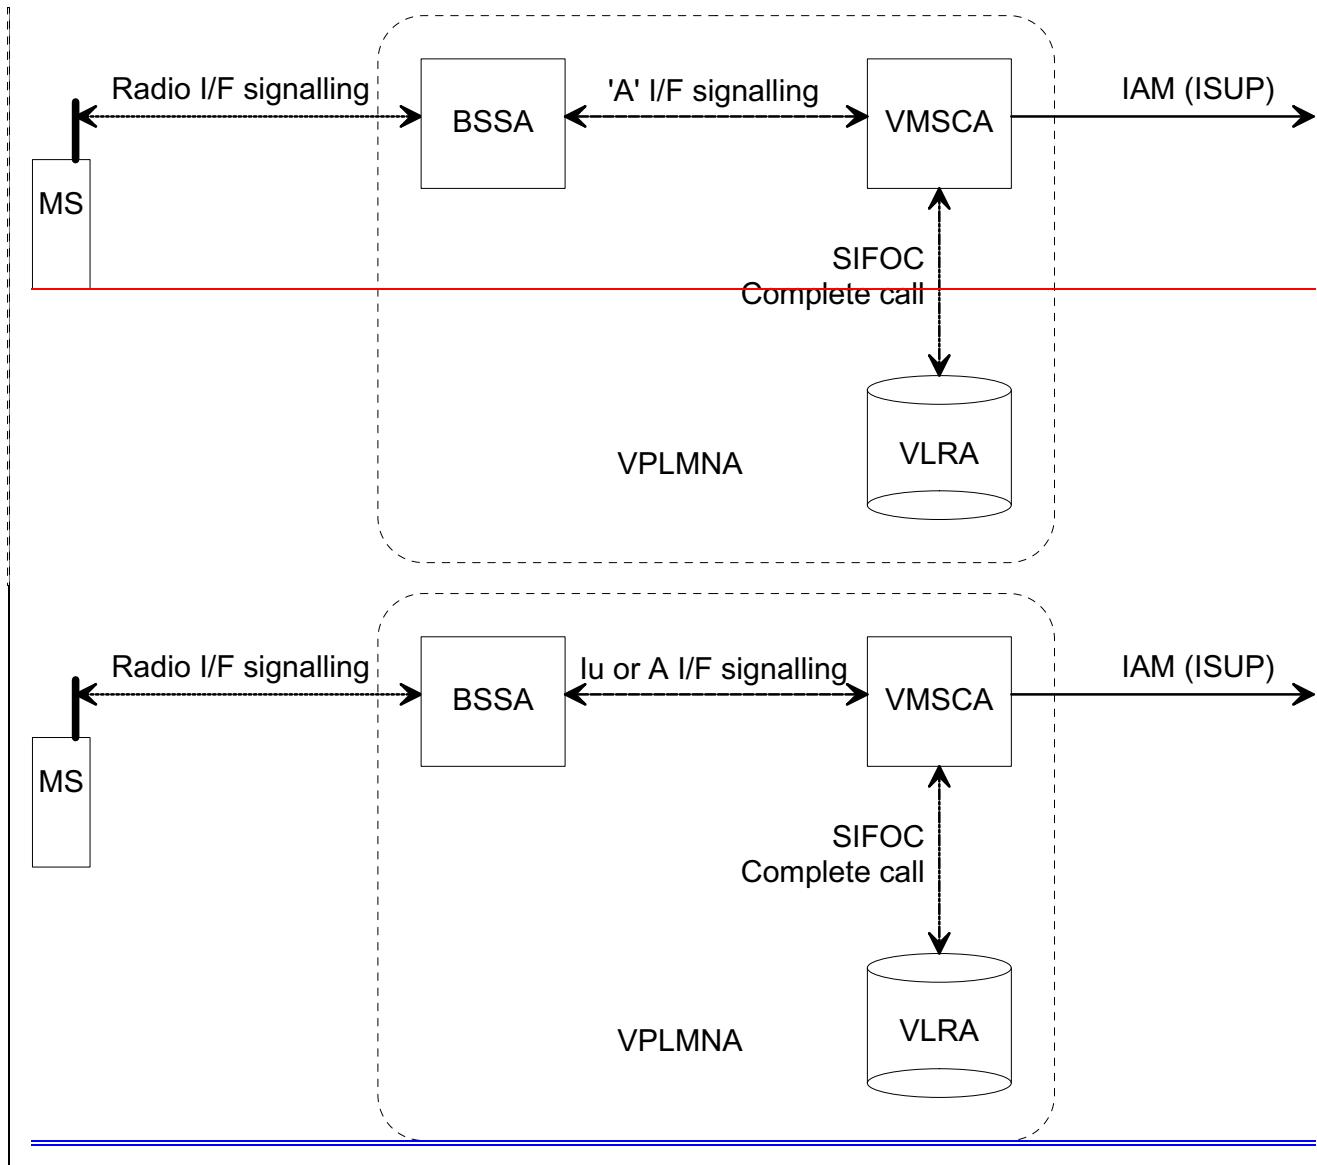 Radio I/F signalling
'A' I/F signalling
IAM (ISUP)
BSSA
VMSCA
MS
SIFOC
Complete call
VLRA
VPLMNA
Radio I/F signalling
Iu or A I/F signalling
IAM (ISUP)
BSSA
VMSCA
MS
SIFOC
Complete call
VLRA
VPLMNA